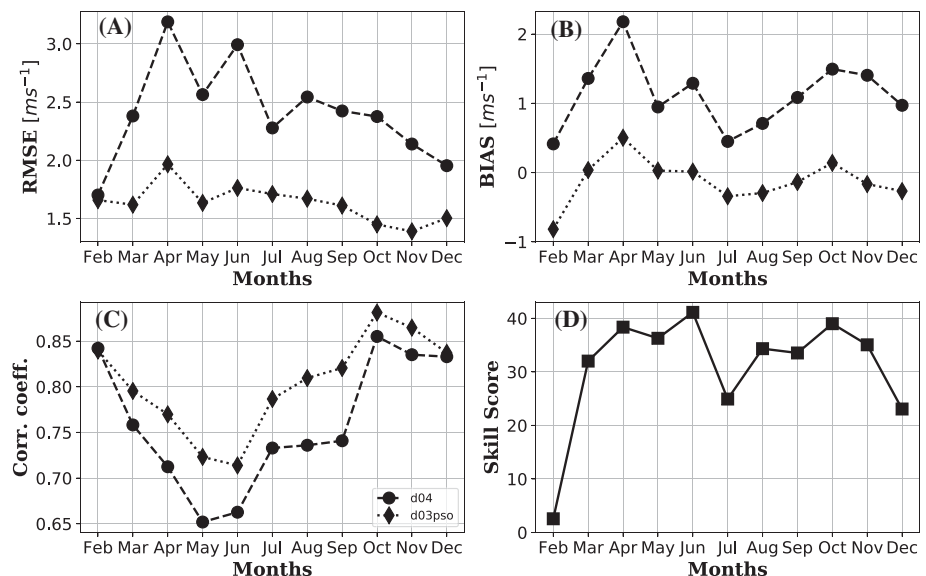 (A)
3.0
2.5
2.0
1.5
RMSE [ms⁻¹]
Feb Mar Apr May Jun Jul Aug Sep Oct Nov Dec
Months
(B)
2
1
0
−1
BIAS [ms⁻¹]
Feb Mar Apr May Jun Jul Aug Sep Oct Nov Dec
Months
(C)
0.85
0.80
0.75
0.70
0.65
Corr. coeff.
d04
d03pso
Feb Mar Apr May Jun Jul Aug Sep Oct Nov Dec
Months
(D)
40
30
20
10
0
Skill Score
Feb Mar Apr May Jun Jul Aug Sep Oct Nov Dec
Months